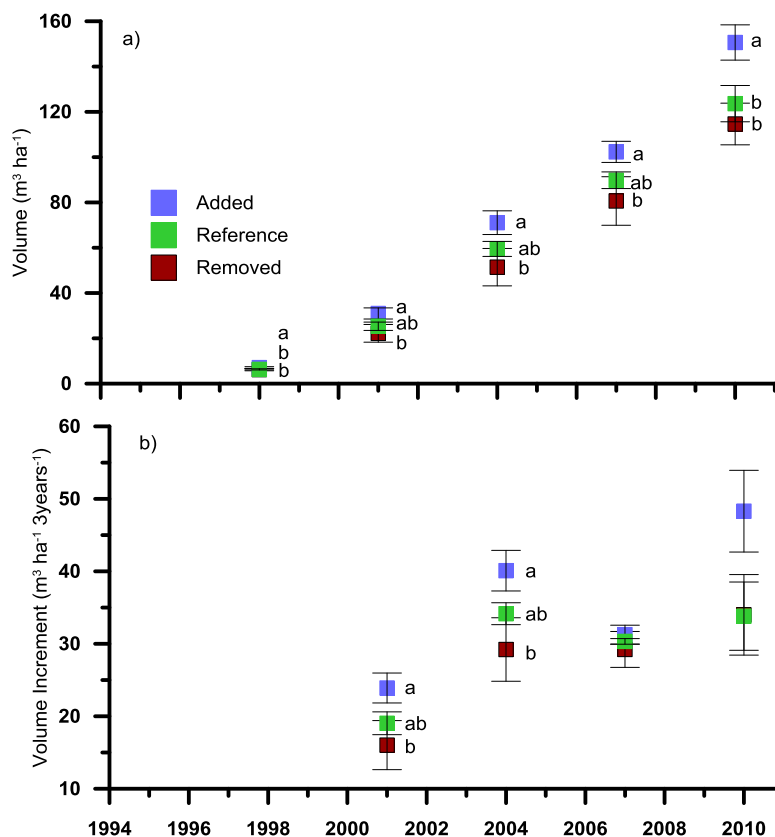 160
a)
a
120
b
b
Volume (m³ ha⁻¹)
a
ab
b
80
Added
Reference
Removed
a
ab
b
40
a
ab
b
a
b
b
0
60
b)
50
Volume Increment (m³ ha⁻¹ 3years⁻¹)
40
a
ab
b
30
a
ab
b
20
10
1994 1996 1998 2000 2002 2004 2006 2008 2010